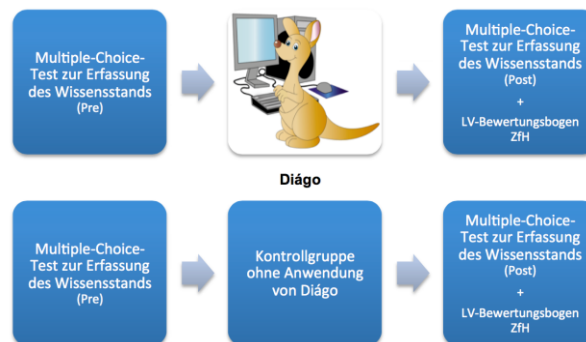 Multiple-Choice-
Test zur Erfassung
des Wissensstands
(Pre)
Multiple-Choice-
Test zur Erfassung
des Wissensstands
(Post)
+
LV-Bewertungsbogen
ZfH
Diágo
Multiple-Choice-
Test zur Erfassung
des Wissensstands
(Pre)
Kontrollgruppe
ohne Anwendung
von Diágo
Multiple-Choice-
Test zur Erfassung
des Wissensstands
(Post)
+
LV-Bewertungsbogen
ZfH